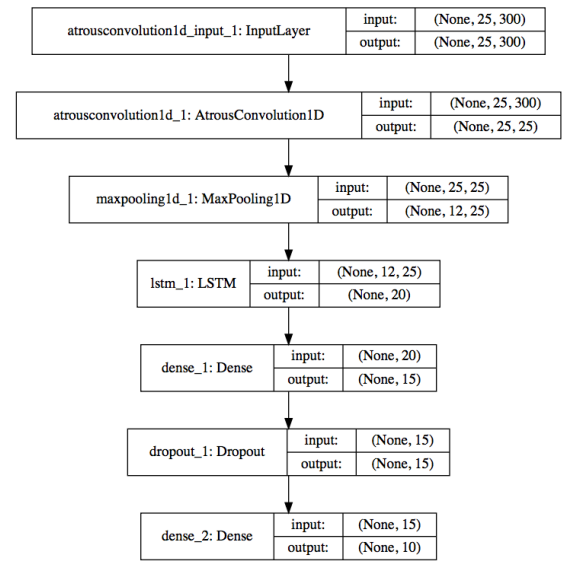 atrousconvolution1d_input_1: InputLayer
input: (None, 25, 300)
output: (None, 25, 300)
atrousconvolution1d_1: AtrousConvolution1D
input: (None, 25, 300)
output: (None, 25, 25)
maxpooling1d_1: MaxPooling1D
input: (None, 25, 25)
output: (None, 12, 25)
lstm_1: LSTM
input: (None, 12, 25)
output: (None, 20)
dense_1: Dense
input: (None, 20)
output: (None, 15)
dropout_1: Dropout
input: (None, 15)
output: (None, 15)
dense_2: Dense
input: (None, 15)
output: (None, 10)